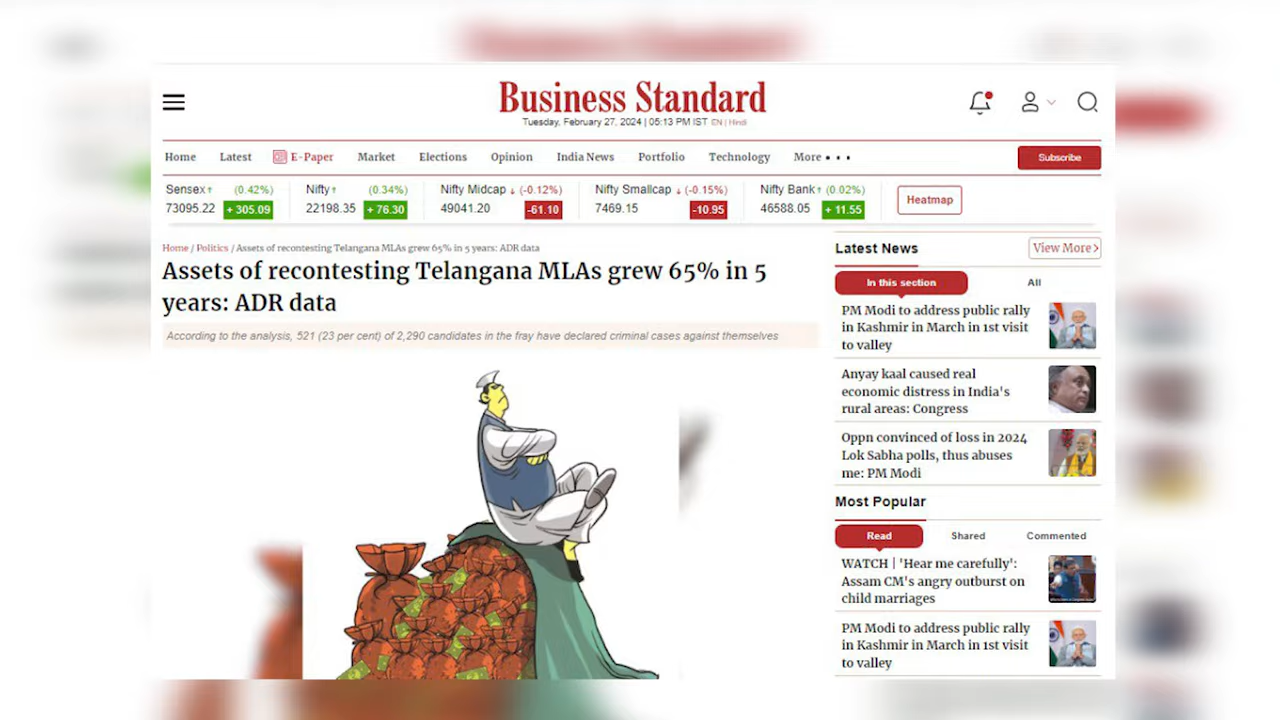 Business Standard
Tuesday, February 27, 2024 | 05:13 PM IST EN | Hindi
Home Latest E-Paper Market Elections Opinion India News Portfolio Technology More • • • Subscribe
Sensex↑ (0.42%) Nifty↑ (0.34%) Nifty Midcap ↓ (-0.12%) Nifty Smallcap ↓ (-0.15%) Nifty Bank↑ (0.02%) Heatmap
73095.22 + 305.09 22198.35 + 76.30 49041.20 -61.10 7469.15 -10.95 46588.05 + 11.55
Home / Politics / Assets of recontesting Telangana MLAs grew 65% in 5 years: ADR data
Assets of recontesting Telangana MLAs grew 65% in 5
years: ADR data
According to the analysis, 521 (23 per cent) of 2,290 candidates in the fray have declared criminal cases against themselves
Latest News View More>
In this section All
PM Modi to address public rally
in Kashmir in March in 1st visit
to valley
Anyay kaal caused real
economic distress in India's
rural areas: Congress
Oppn convinced of loss in 2024
Lok Sabha polls, thus abuses
me: PM Modi
Most Popular
Read Shared Commented
WATCH | 'Hear me carefully':
Assam CM's angry outburst on
child marriages
PM Modi to address public rally
in Kashmir in March in 1st visit
to valley